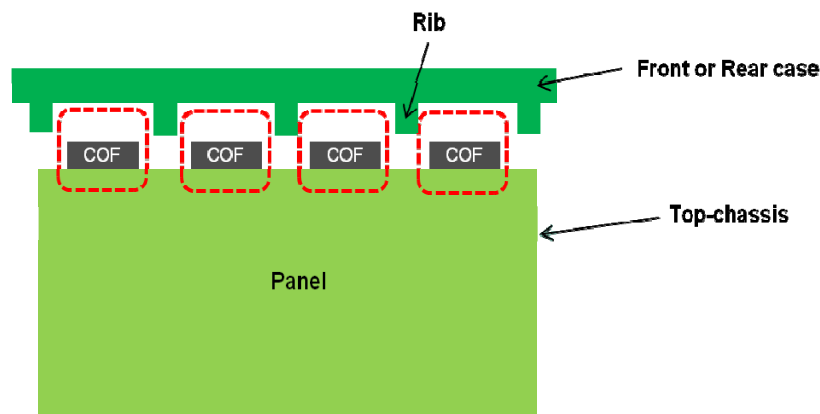 Rib
Front or Rear case
COF COF COF COF
Top-chassis
Panel